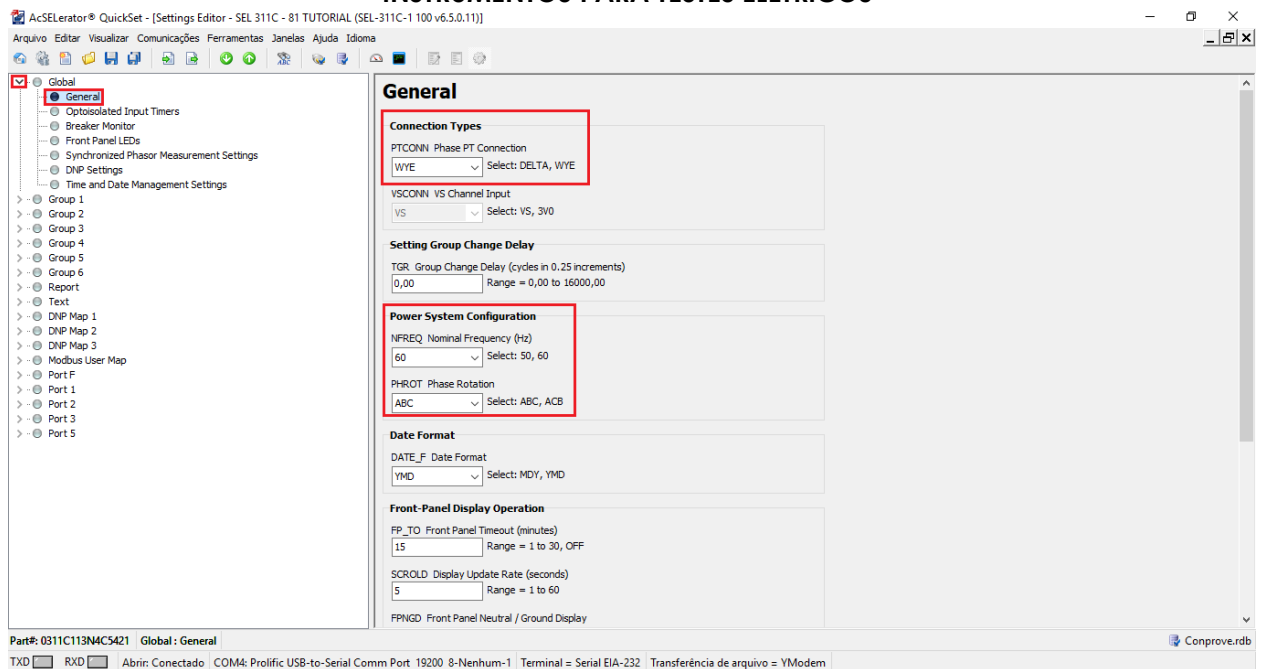 INSTRUMENTOS PARA TESTES ELÉTRICOS
AcSELerator® QuickSet - [Settings Editor - SEL 311C - 81 TUTORIAL (SEL-311C-1 100 v6.5.0.11)]
Arquivo Editar Visualizar Comunicações Ferramentas Janelas Ajuda Idioma
Global
General
Optoisolated Input Timers
Breaker Monitor
Front Panel LEDs
Synchronized Phasor Measurement Settings
DNP Settings
Time and Date Management Settings
Group 1
Group 2
Group 3
Group 4
Group 5
Group 6
Report
Text
DNP Map 1
DNP Map 2
DNP Map 3
Modbus User Map
Port F
Port 1
Port 2
Port 3
Port 5
General
Connection Types
PTCONN Phase PT Connection
WYE Select: DELTA, WYE
VSCONN VS Channel Input
VS Select: VS, 3V0
Setting Group Change Delay
TGR Group Change Delay (cycles in 0.25 increments)
0,00 Range = 0,00 to 16000,00
Power System Configuration
NFREQ Nominal Frequency (Hz)
60 Select: 50, 60
PHROT Phase Rotation
ABC Select: ABC, ACB
Date Format
DATE_F Date Format
YMD Select: MDY, YMD
Front-Panel Display Operation
FP_TO Front Panel Timeout (minutes)
15 Range = 1 to 30, OFF
SCROLD Display Update Rate (seconds)
5 Range = 1 to 60
FPNGD Front Panel Neutral / Ground Display
Part#: 0311C113N4C5421 Global : General Conprove.rdb
TXD RXD Abrir: Conectado COM4: Prolific USB-to-Serial Comm Port 19200 8-Nenhum-1 Terminal = Serial EIA-232 Transferência de arquivo = YModem